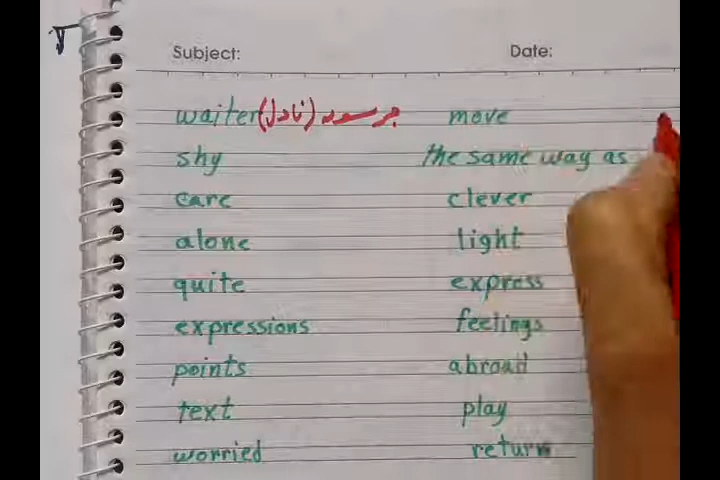 Subject: Date:
waiter(نادل) جرسون move
shy the same way as
care clever
alone light
quite express
expressions feelings
points abroad
text play
worried return